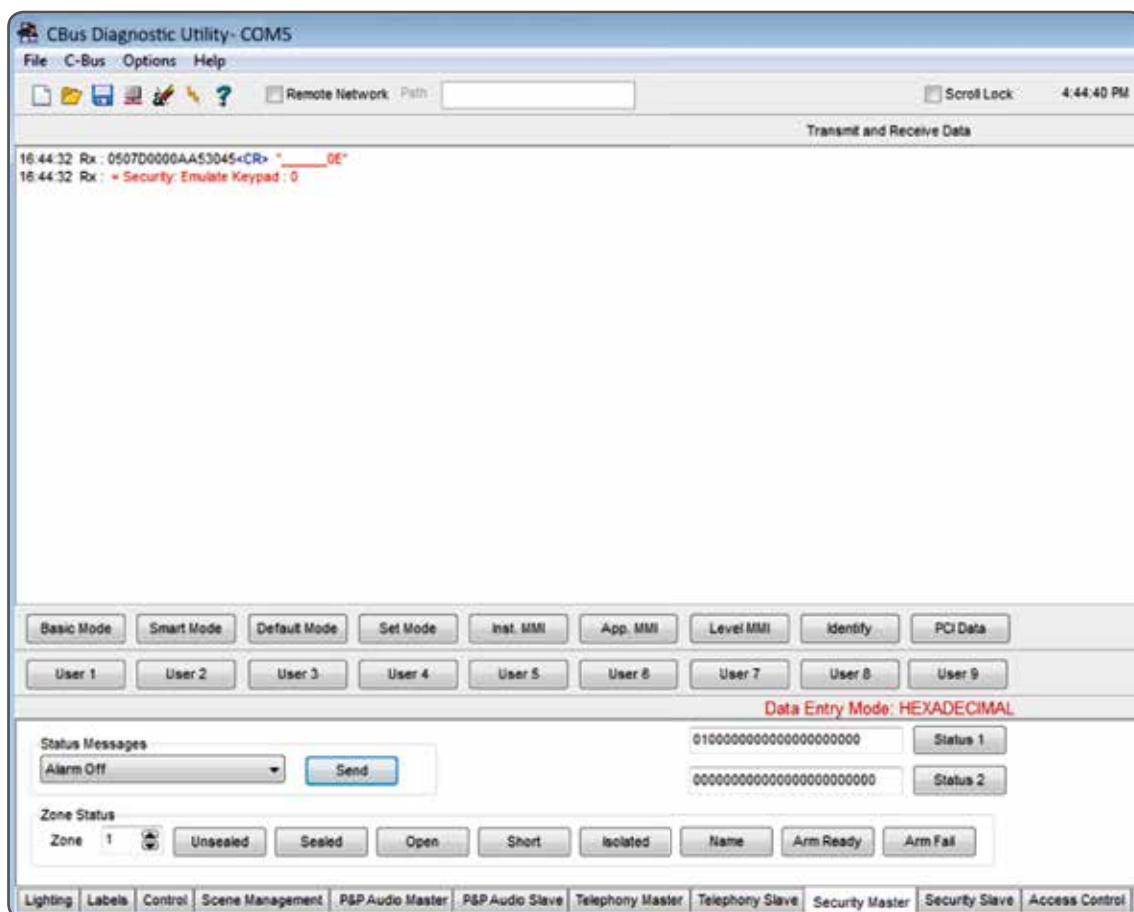 CBus Diagnostic Utility- COM5
File C-Bus Options Help
Remote Network Path Scroll Lock 4:44:40 PM
Transmit and Receive Data
16:44:32 Rx : 0507D0000AA53045<CR> "______0E"
16:44:32 Rx : = Security: Emulate Keypad : 0
Basic Mode Smart Mode Default Mode Set Mode Inst. MMI App. MMI Level MMI Identify PCI Data
User 1 User 2 User 3 User 4 User 5 User 6 User 7 User 8 User 9
Data Entry Mode: HEXADECIMAL
Status Messages
Alarm Off Send
Status 1
Status 2
Zone Status
Zone 1 Unsealed Sealed Open Short Isolated Name Arm Ready Arm Fail
Lighting Labels Control Scene Management P&P Audio Master P&P Audio Slave Telephony Master Telephony Slave Security Master Security Slave Access Control